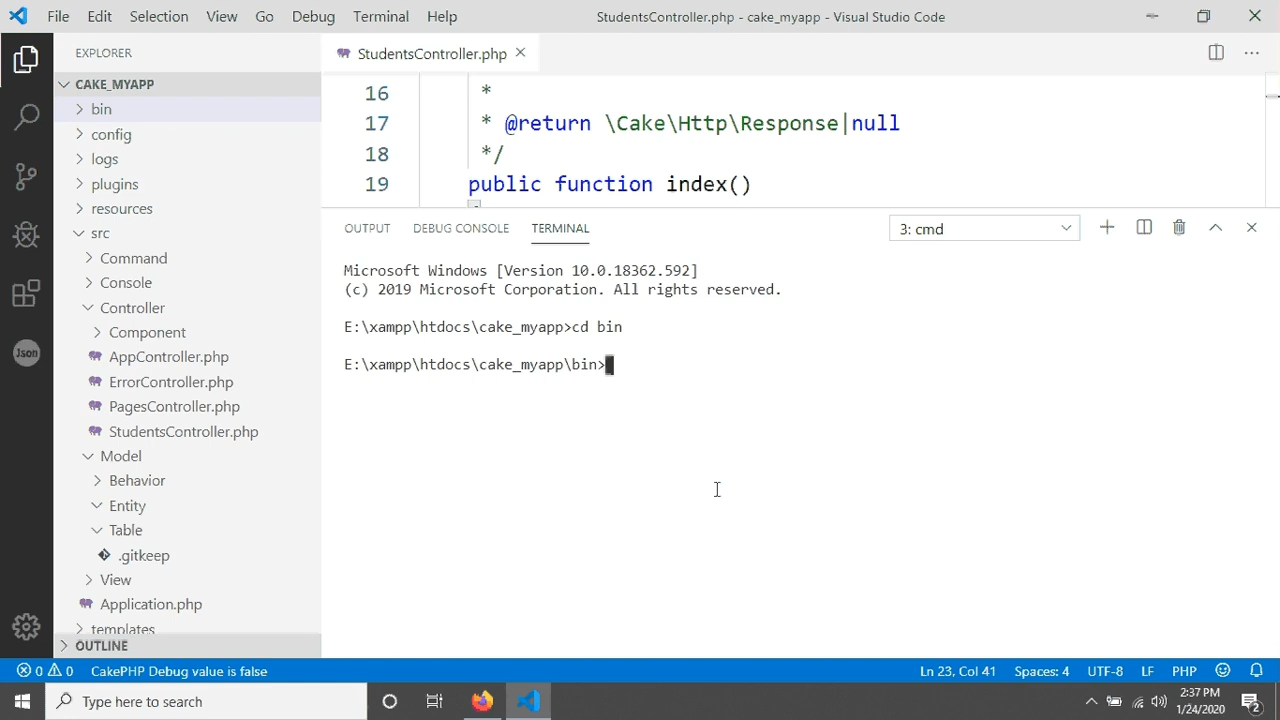 File Edit Selection View Go Debug Terminal Help StudentsController.php - cake_myapp - Visual Studio Code
EXPLORER
StudentsController.php
CAKE_MYAPP
bin
config
logs
plugins
resources
src
Command
Console
Controller
Component
AppController.php
ErrorController.php
PagesController.php
StudentsController.php
Model
Behavior
Entity
Table
.gitkeep
View
Application.php
templates
OUTLINE
16 *
17 * @return \Cake\Http\Response|null
18 */
19 public function index()
OUTPUT DEBUG CONSOLE TERMINAL 3: cmd
Microsoft Windows [Version 10.0.18362.592]
(c) 2019 Microsoft Corporation. All rights reserved.
E:\xampp\htdocs\cake_myapp>cd bin
E:\xampp\htdocs\cake_myapp\bin>
Json
0 0 CakePHP Debug value is false Ln 23, Col 41 Spaces: 4 UTF-8 LF PHP
Type here to search
2:37 PM
1/24/2020
2